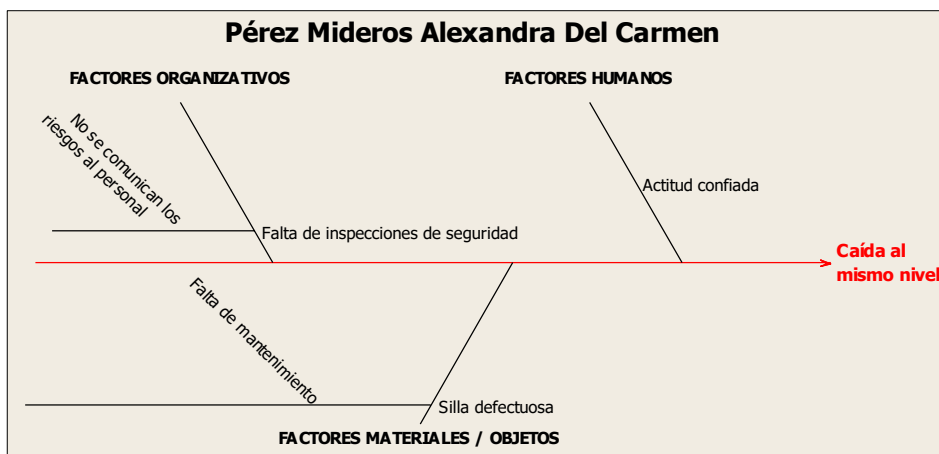 Pérez Mideros Alexandra Del Carmen
FACTORES ORGANIZATIVOS
FACTORES HUMANOS
No se comunican los
riesgos al personal
Actitud confiada
Falta de inspecciones de seguridad
Caída al
mismo nivel
Falta de mantenimiento
Silla defectuosa
FACTORES MATERIALES / OBJETOS